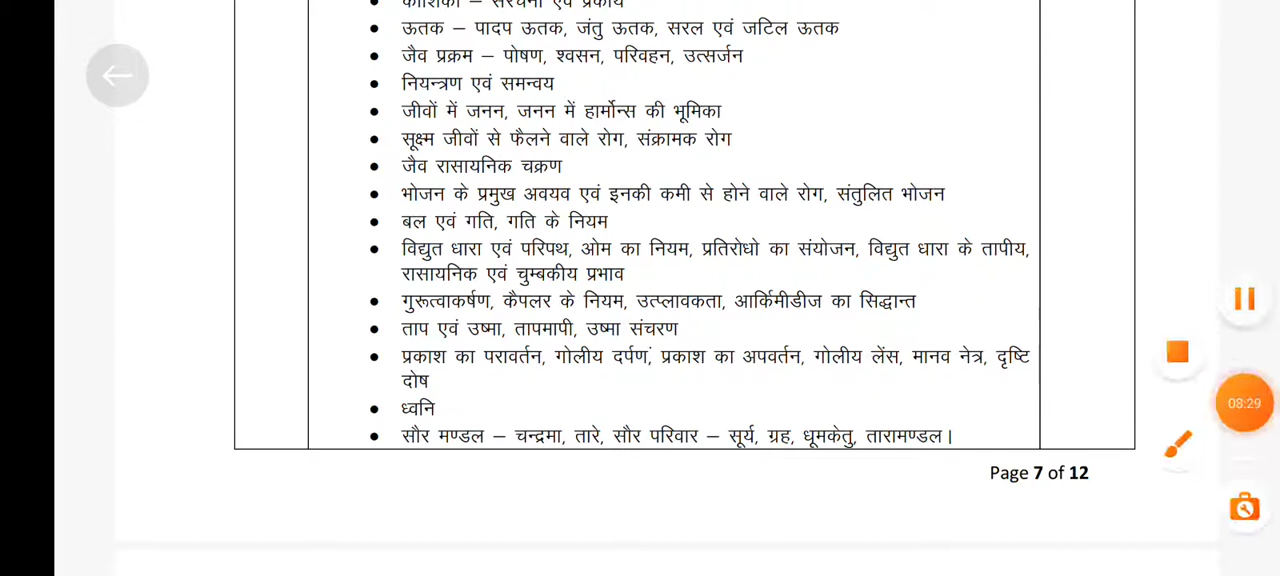 • कोशिका – संरचना एवं प्रकार्य
• ऊतक – पादप ऊतक, जंतु ऊतक, सरल एवं जटिल ऊतक
• जैव प्रक्रम – पोषण, श्वसन, परिवहन, उत्सर्जन
• नियन्त्रण एवं समन्वय
• जीवों में जनन, जनन में हार्मोन्स की भूमिका
• सूक्ष्म जीवों से फैलने वाले रोग, संक्रामक रोग
• जैव रासायनिक चक्रण
• भोजन के प्रमुख अवयव एवं इनकी कमी से होने वाले रोग, संतुलित भोजन
• बल एवं गति, गति के नियम
• विद्युत धारा एवं परिपथ, ओम का नियम, प्रतिरोधो का संयोजन, विद्युत धारा के तापीय,
रासायनिक एवं चुम्बकीय प्रभाव
• गुरूत्वाकर्षण, कैपलर के नियम, उत्प्लावकता, आर्किमीडीज का सिद्धान्त
• ताप एवं उष्मा, तापमापी, उष्मा संचरण
• प्रकाश का परावर्तन, गोलीय दर्पण, प्रकाश का अपवर्तन, गोलीय लेंस, मानव नेत्र, दृष्टि
दोष
• ध्वनि
• सौर मण्डल – चन्द्रमा, तारे, सौर परिवार – सूर्य, ग्रह, धूमकेतु, तारामण्डल।
Page 7 of 12
08:29